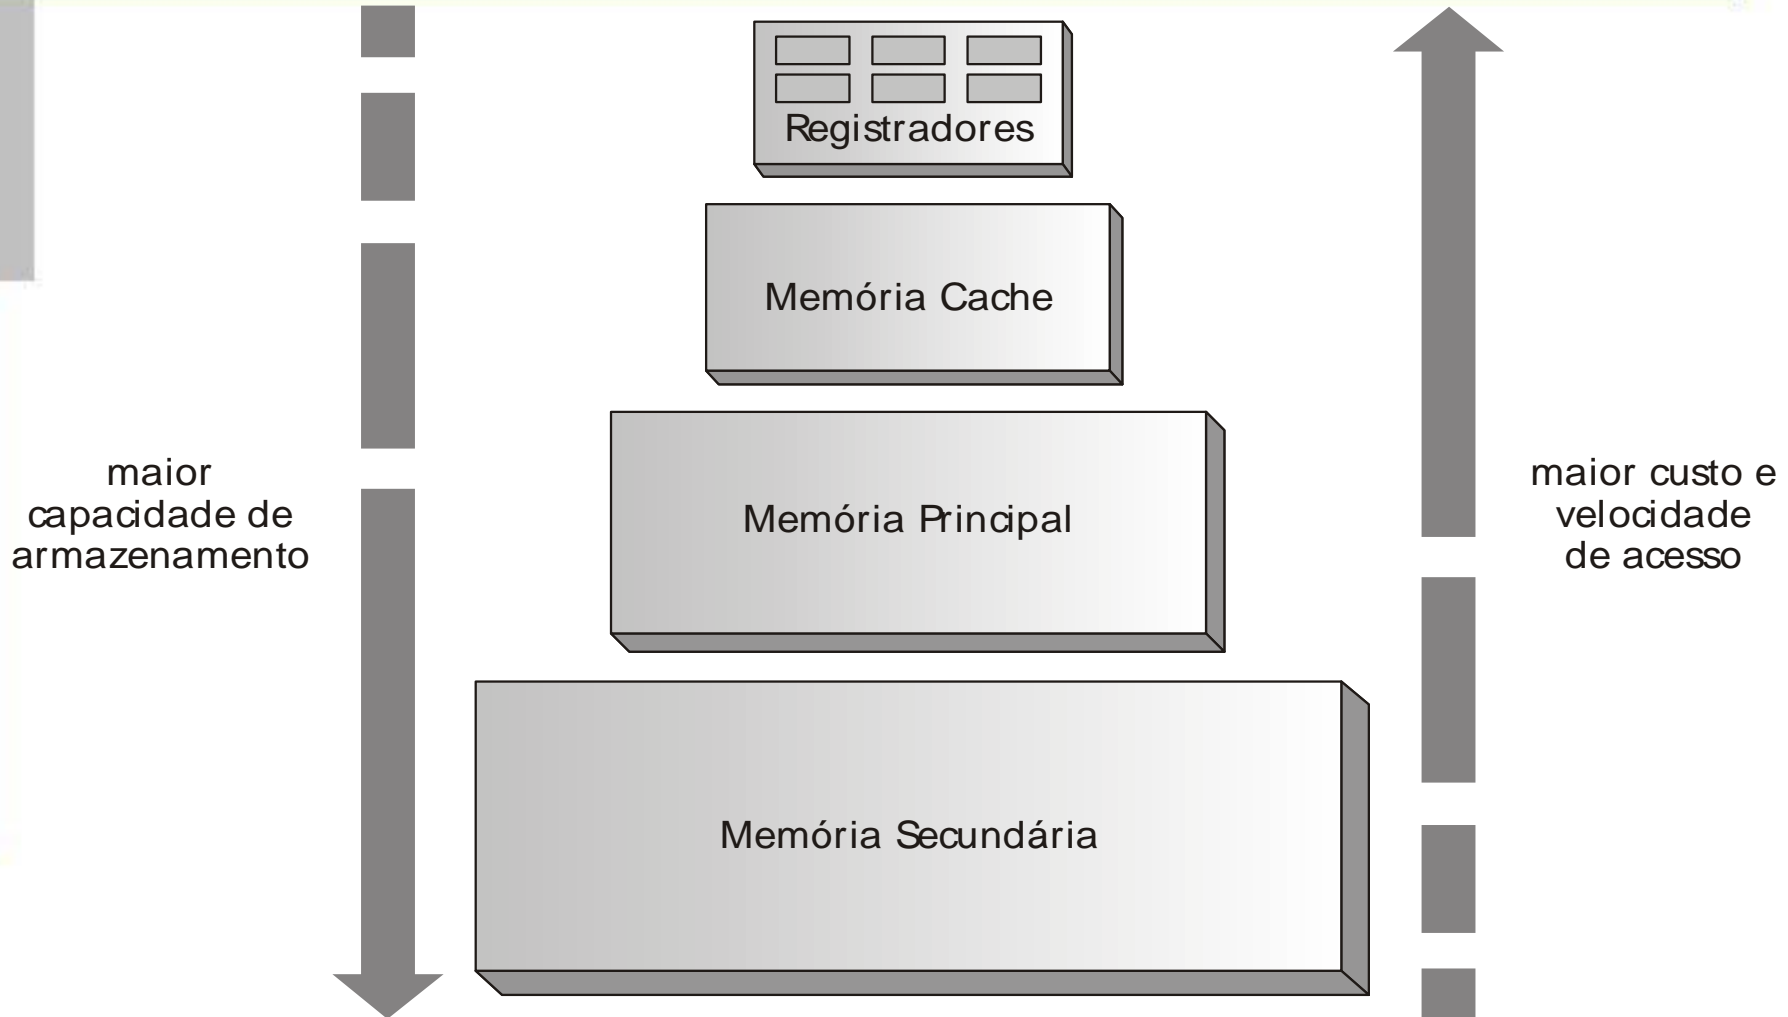 Registradores
Memória Cache
maior
capacidade de
armazenamento
Memória Principal
maior custo e
velocidade
de acesso
Memória Secundária